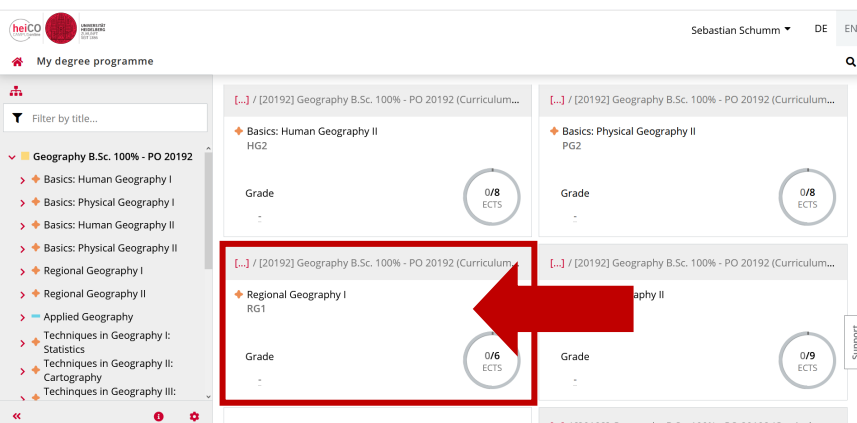 heiCO
UNIVERSITÄT
HEIDELBERG
ZUKUNFT
SEIT 1386
Sebastian Schumm
DE
EN
My degree programme
Filter by title...
Geography B.Sc. 100% - PO 20192
Basics: Human Geography I
Basics: Physical Geography I
Basics: Human Geography II
Basics: Physical Geography II
Regional Geography I
Regional Geography II
Applied Geography
Techniques in Geography I:
Statistics
Techniques in Geography II:
Cartography
Techinques in Geography III:
[...] / [20192] Geography B.Sc. 100% - PO 20192 (Curriculum...
Basics: Human Geography II
HG2
Grade
-
0/8
ECTS
[...] / [20192] Geography B.Sc. 100% - PO 20192 (Curriculum...
Basics: Physical Geography II
PG2
Grade
-
0/8
ECTS
[...] / [20192] Geography B.Sc. 100% - PO 20192 (Curriculum...
Regional Geography I
RG1
Grade
-
0/6
ECTS
[...] / [20192] Geography B.Sc. 100% - PO 20192 (Curriculum...
aphy II
Grade
-
0/9
ECTS
Support